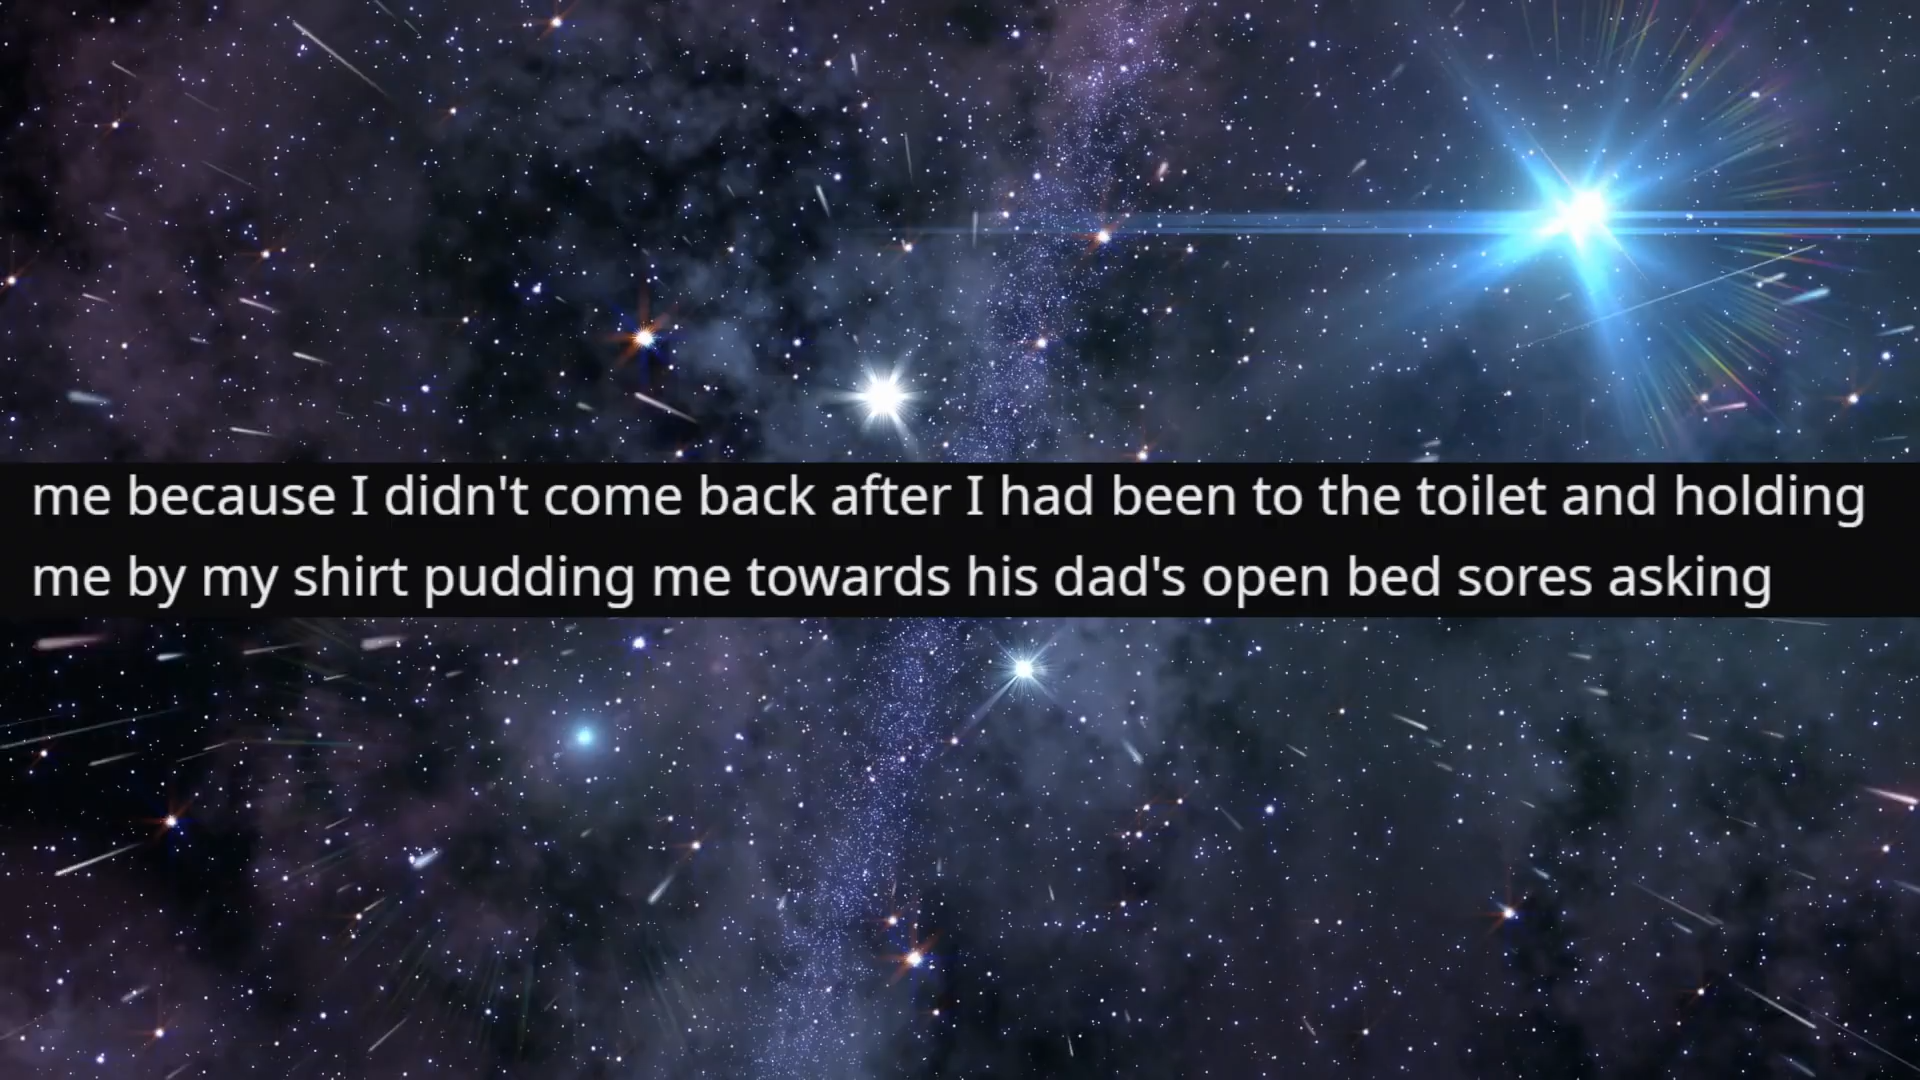 me because I didn't come back after I had been to the toilet and holding
me by my shirt pudding me towards his dad's open bed sores asking